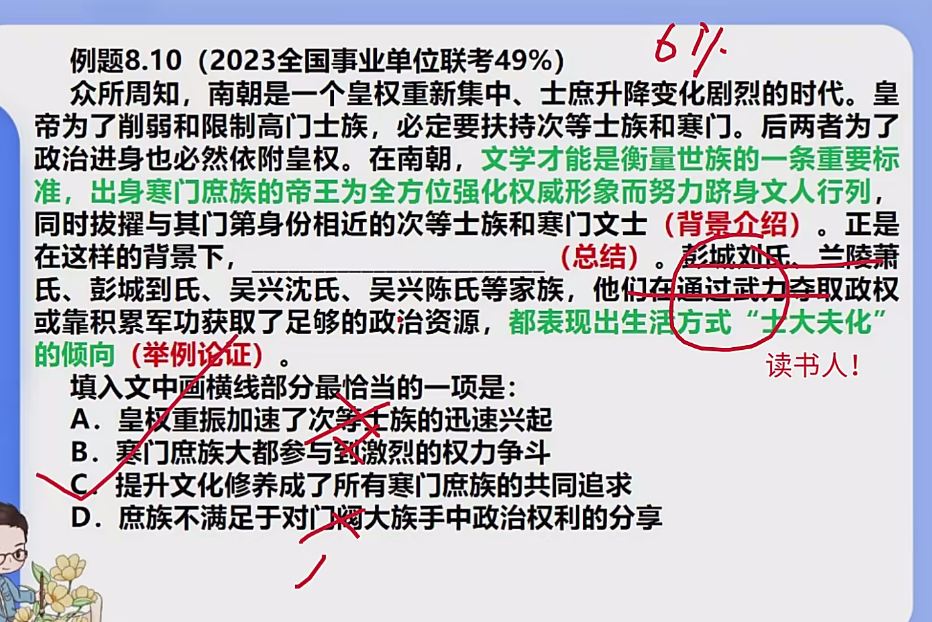 例题8.10（2023全国事业单位联考49%）
61%
众所周知，南朝是一个皇权重新集中、士庶升降变化剧烈的时代。皇
帝为了削弱和限制高门士族，必定要扶持次等士族和寒门。后两者为了
政治进身也必然依附皇权。在南朝，文学才能是衡量世族的一条重要标
准，出身寒门庶族的帝王为全方位强化权威形象而努力跻身文人行列，
同时拔擢与其门第身份相近的次等士族和寒门文士（背景介绍）。正是
在这样的背景下，____________________（总结）。彭城刘氏、兰陵萧
氏、彭城到氏、吴兴沈氏、吴兴陈氏等家族，他们在通过武力夺取政权
或靠积累军功获取了足够的政治资源，都表现出生活方式“士大夫化”
的倾向（举例论证）。
读书人！
填入文中画横线部分最恰当的一项是：
A．皇权重振加速了次等士族的迅速兴起
B．寒门庶族大都参与到激烈的权力争斗
C．提升文化修养成了所有寒门庶族的共同追求
D．庶族不满足于对门阀大族手中政治权利的分享